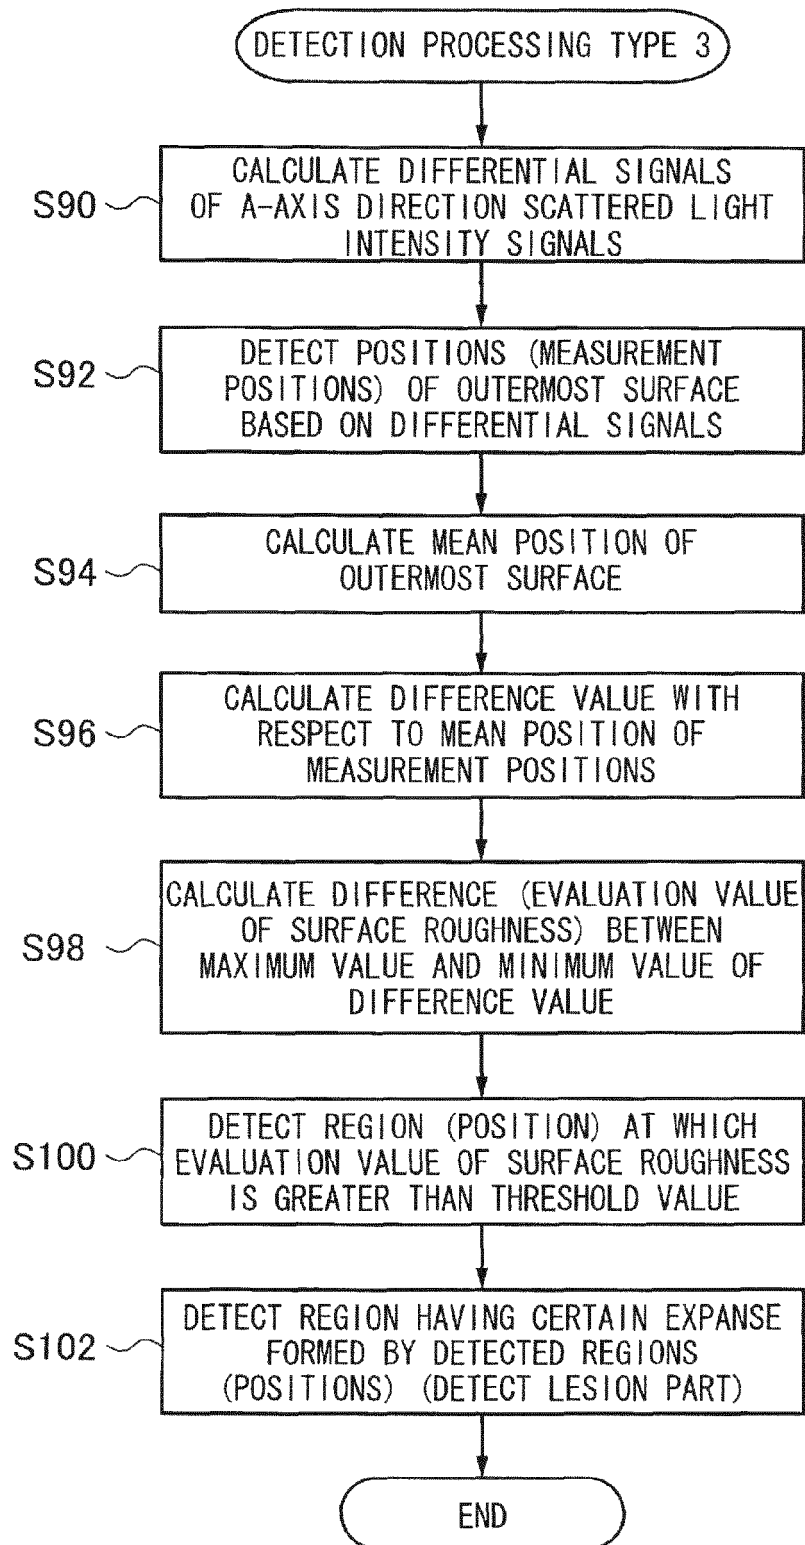 DETECTION PROCESSING TYPE 3
S90
CALCULATE DIFFERENTIAL SIGNALS
OF A-AXIS DIRECTION SCATTERED LIGHT
INTENSITY SIGNALS
S92
DETECT POSITIONS (MEASUREMENT
POSITIONS) OF OUTERMOST SURFACE
BASED ON DIFFERENTIAL SIGNALS
S94
CALCULATE MEAN POSITION OF
OUTERMOST SURFACE
S96
CALCULATE DIFFERENCE VALUE WITH
RESPECT TO MEAN POSITION OF
MEASUREMENT POSITIONS
S98
CALCULATE DIFFERENCE (EVALUATION VALUE
OF SURFACE ROUGHNESS) BETWEEN
MAXIMUM VALUE AND MINIMUM VALUE OF
DIFFERENCE VALUE
S100
DETECT REGION (POSITION) AT WHICH
EVALUATION VALUE OF SURFACE ROUGHNESS
IS GREATER THAN THRESHOLD VALUE
S102
DETECT REGION HAVING CERTAIN EXPANSE
FORMED BY DETECTED REGIONS
(POSITIONS) (DETECT LESION PART)
END